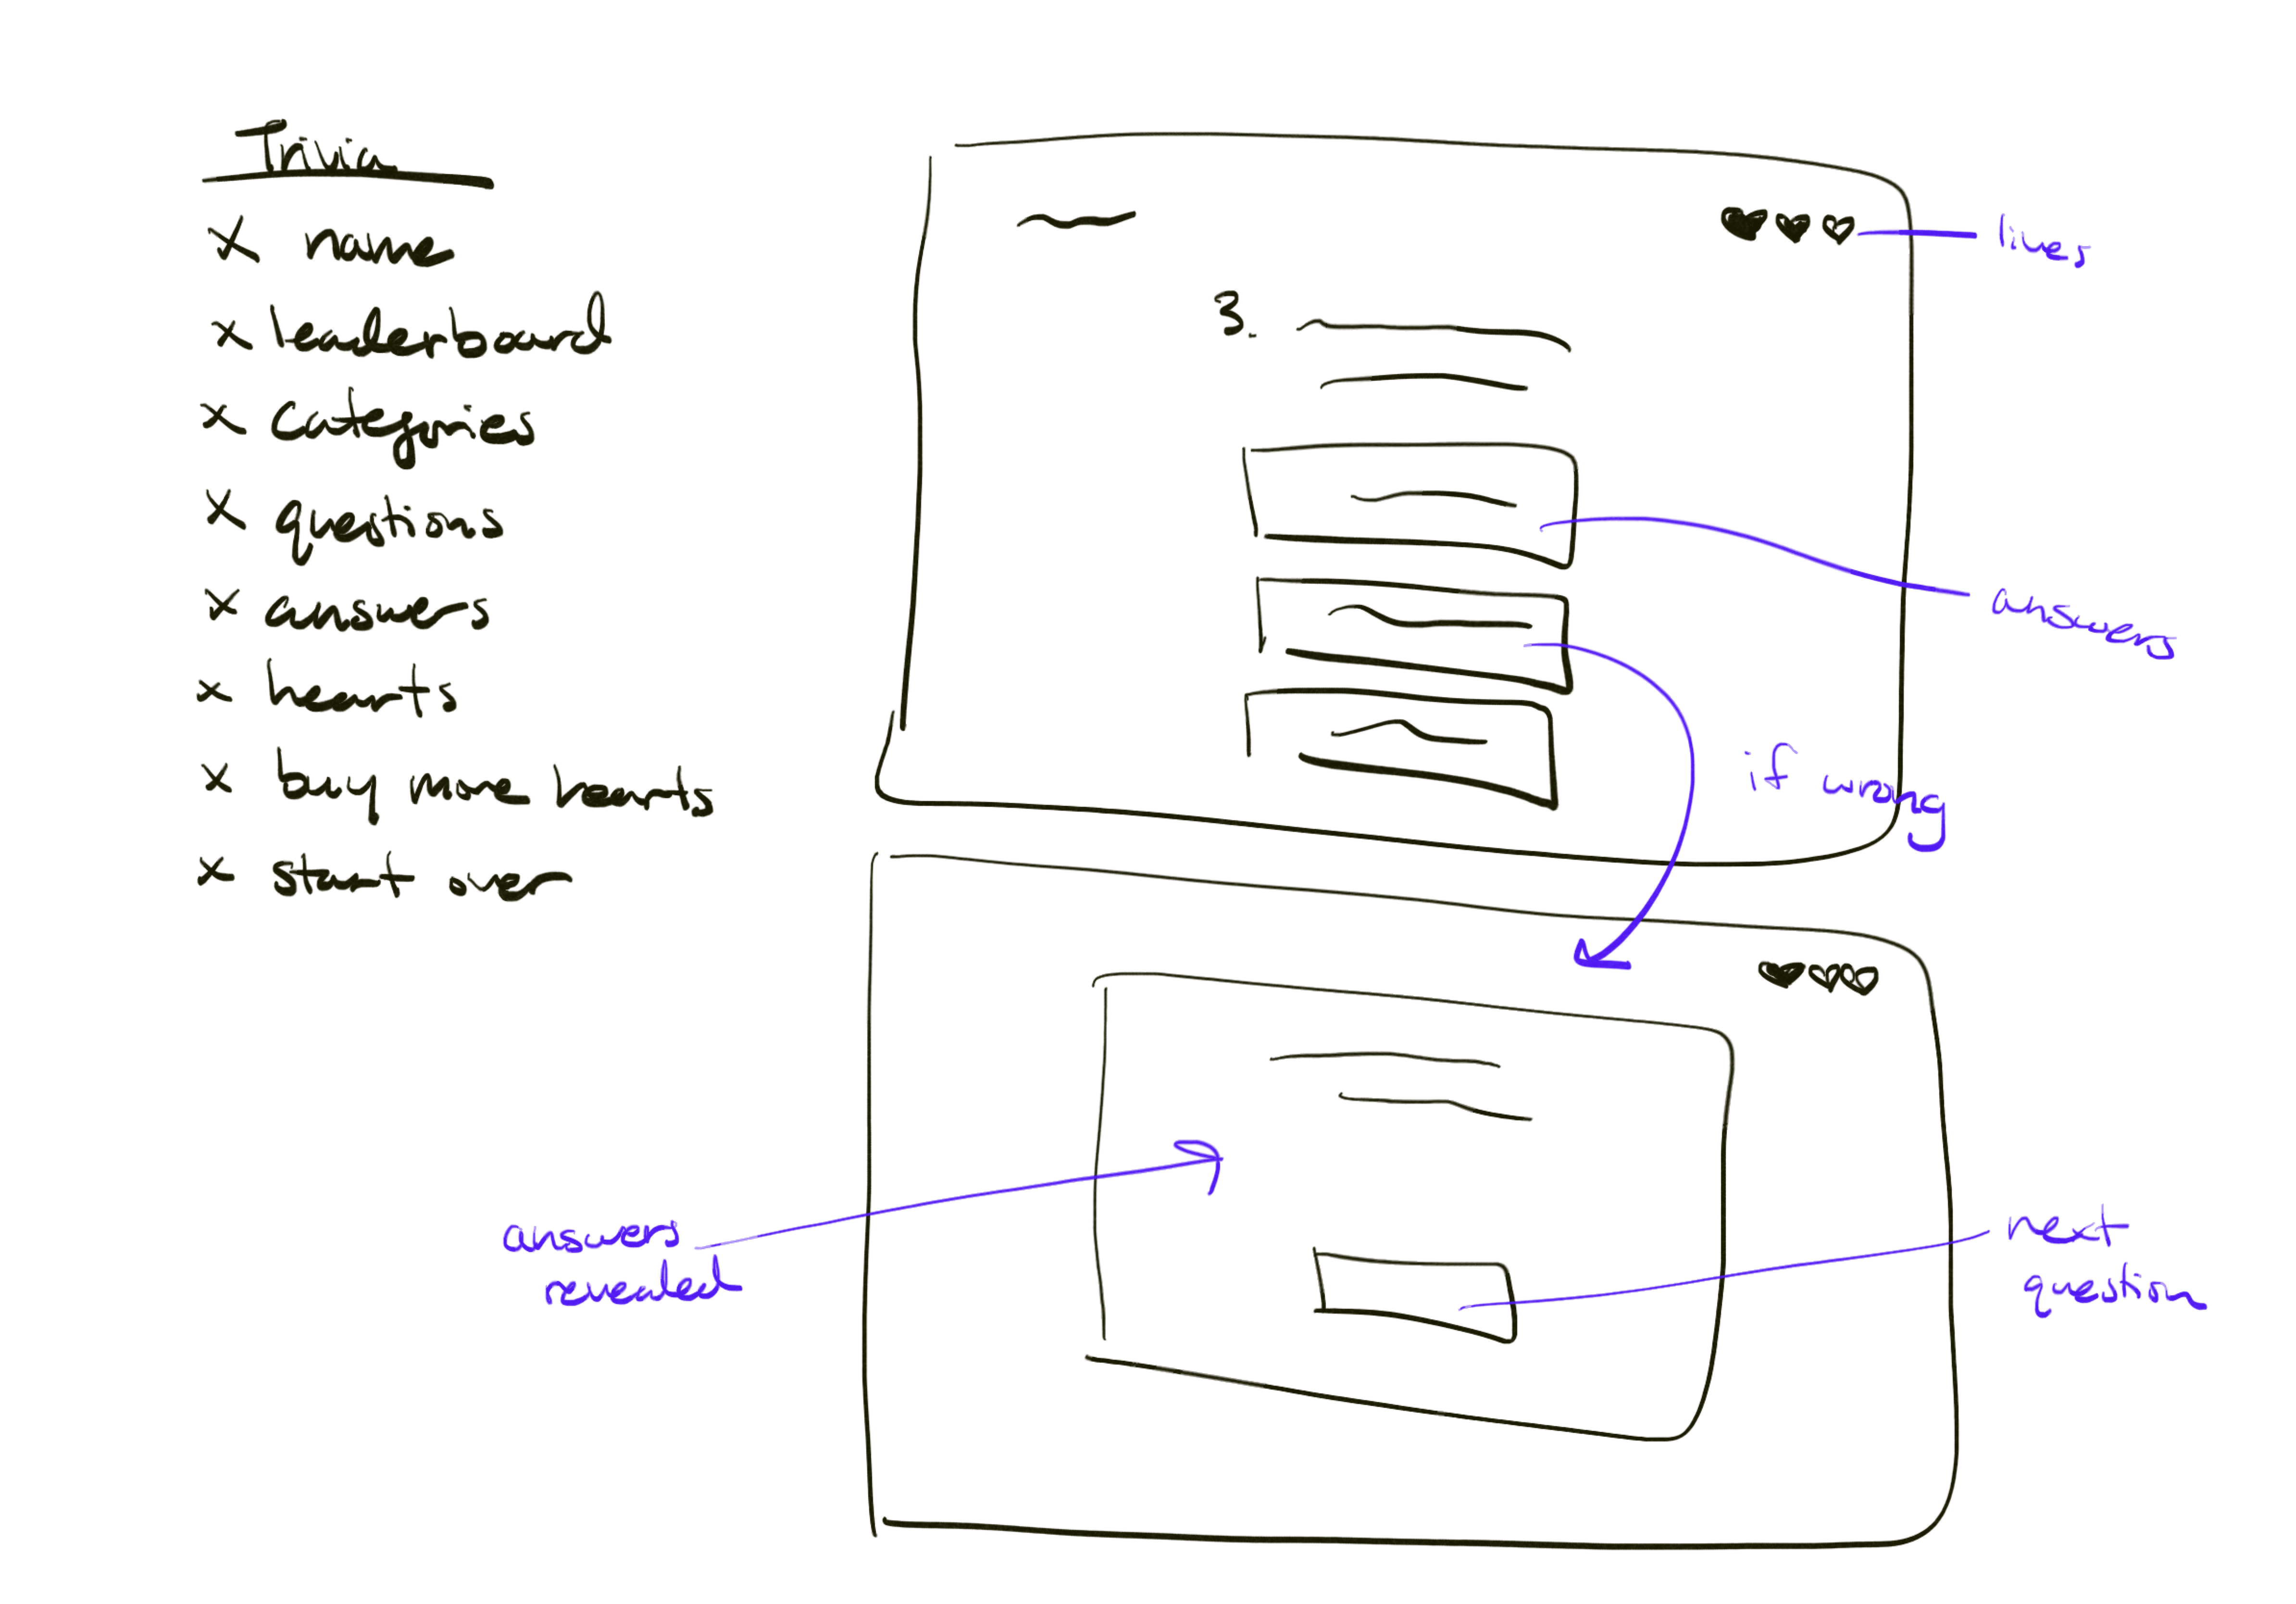 Trivia
x name
x leaderboard
x categories
x questions
x answers
x hearts
x buy more hearts
x start over
lives
3.
answers
if wrong
answers
revealed
next
question